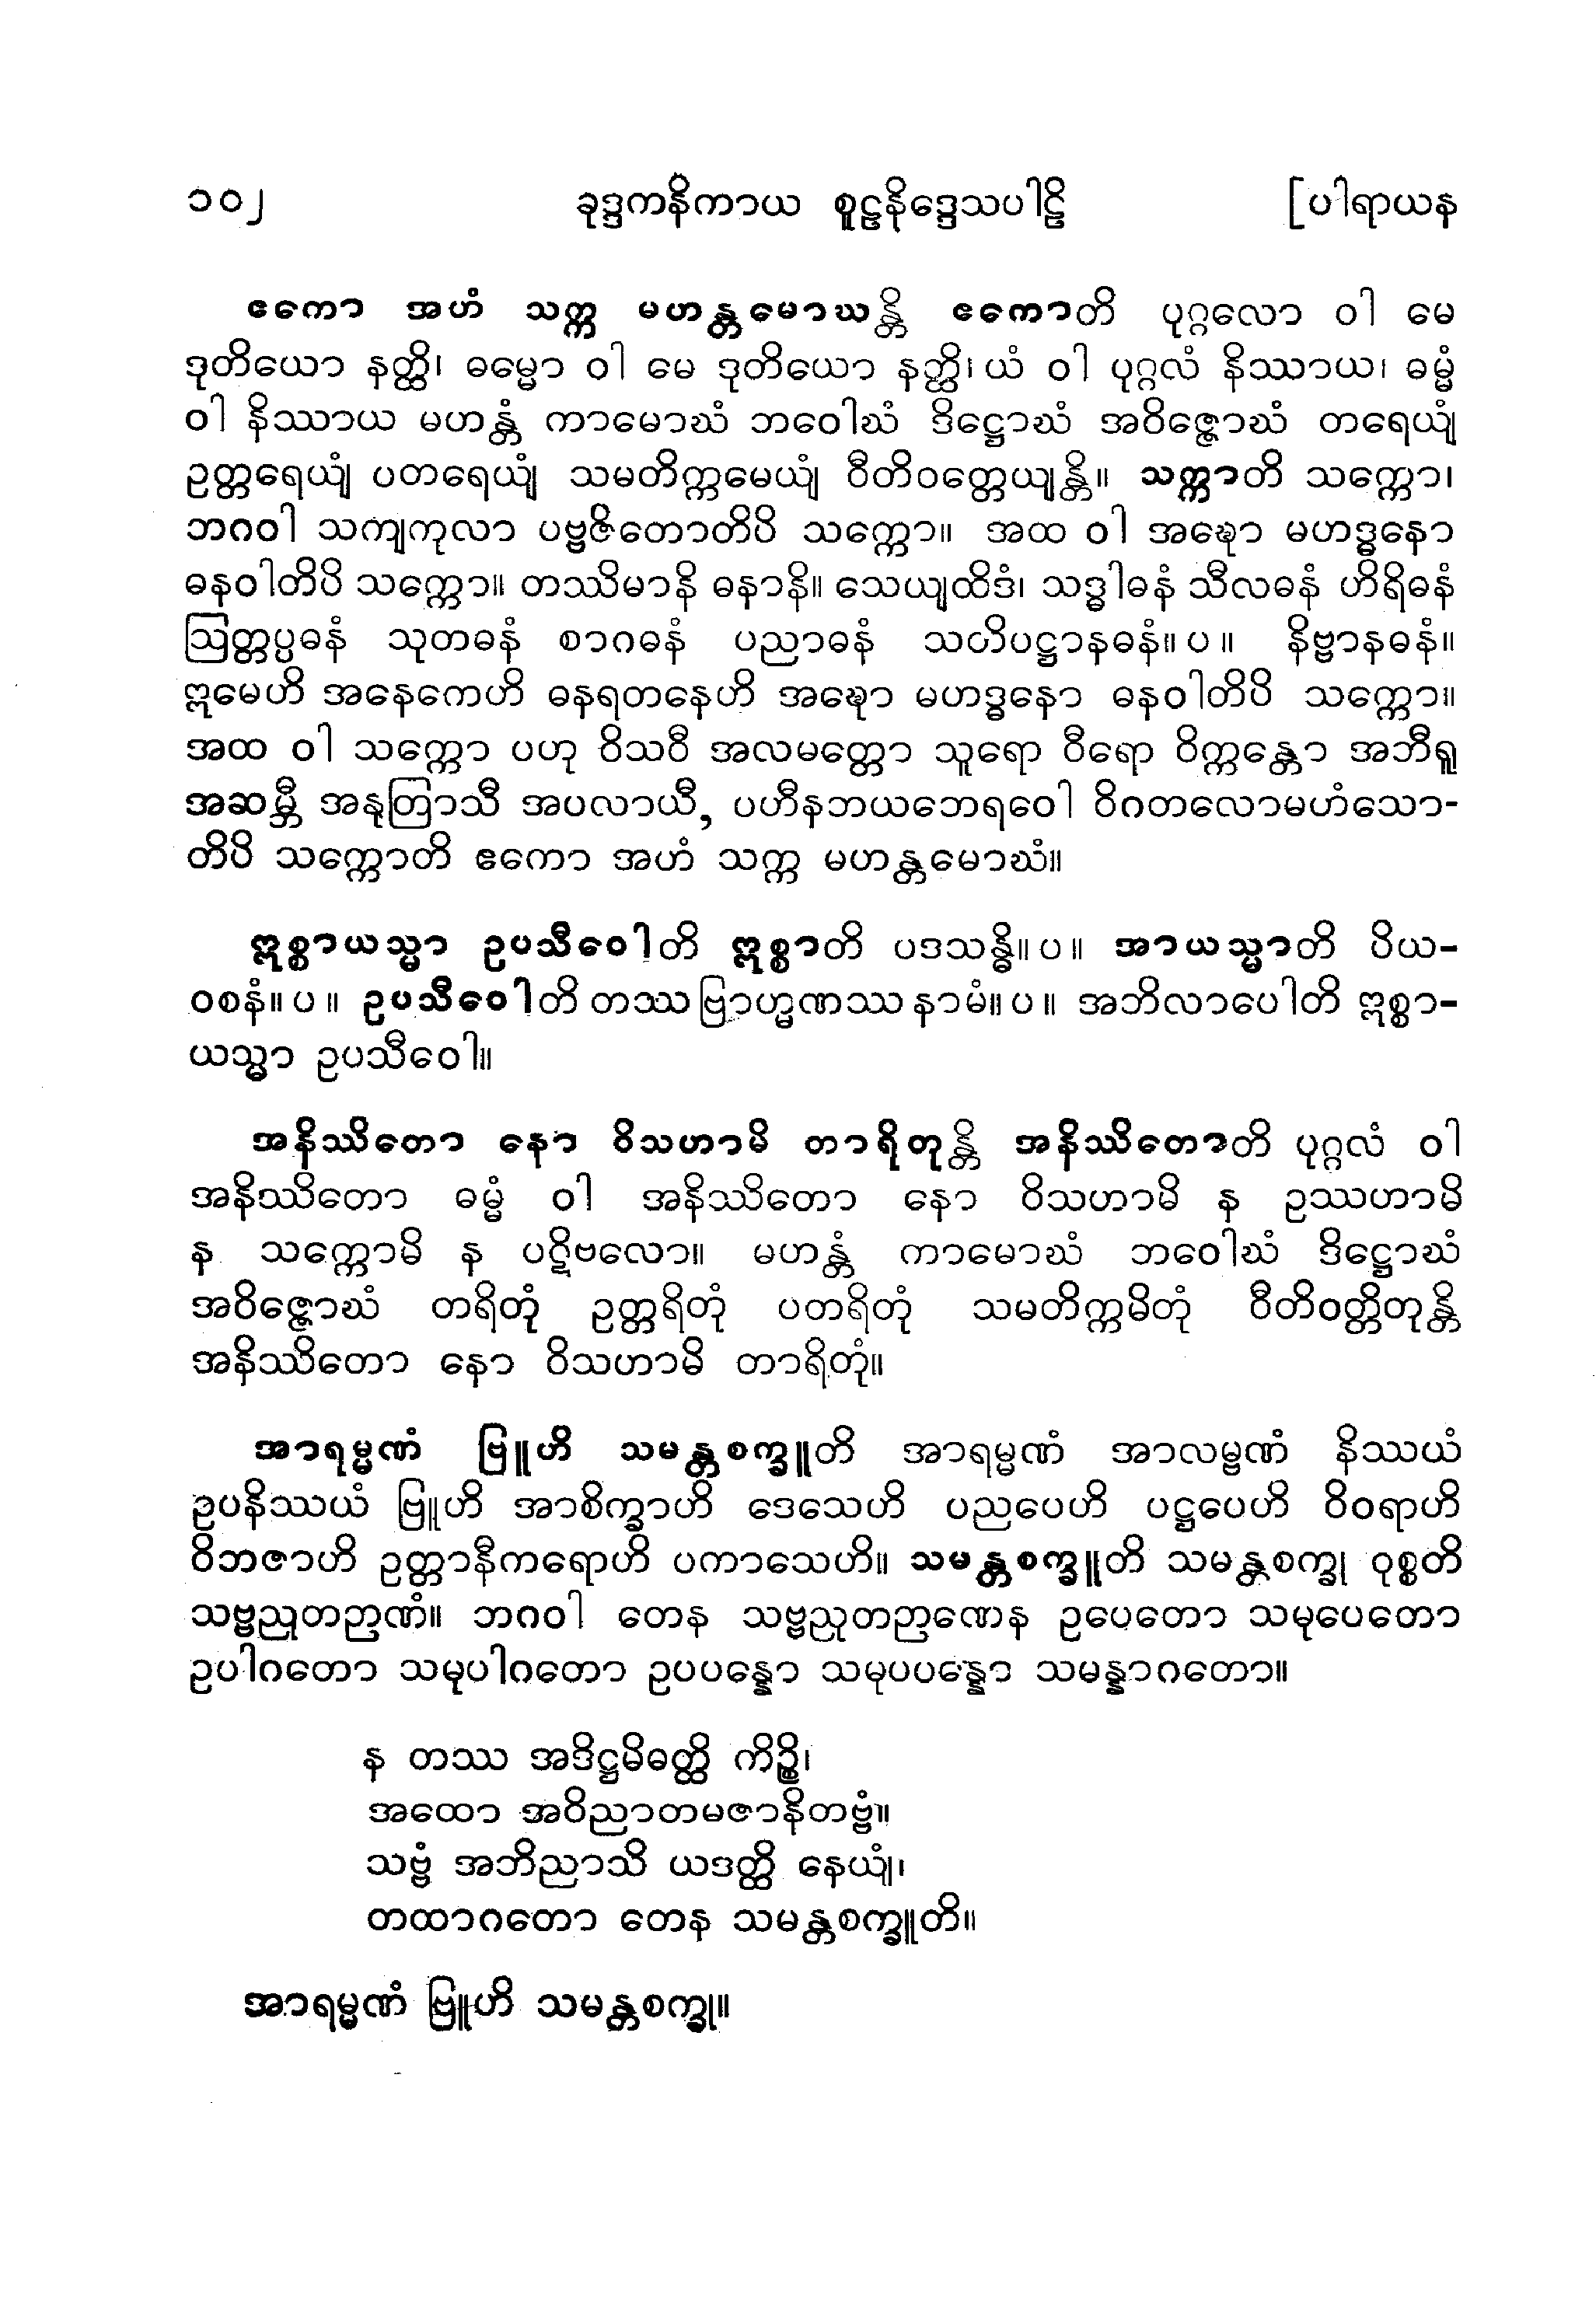 ၁၀၂ ခုဒ္ဒကနိကာယ စူဠနိဒ္ဒေသပါဠိ [ပါရာယန
ဧကော အဟံ သက္က မဟန္တမောဃန္တိ ဧကောတိ ပုဂ္ဂလော ဝါ မေ
ဒုတိယော နတ္ထိ၊ ဓမ္မော ဝါ မေ ဒုတိယော နတ္ထိ၊ ယံ ဝါ ပုဂ္ဂလံ နိဿာယ၊ ဓမ္မံ
ဝါ နိဿာယ မဟန္တံ ကာမောဃံ ဘဝေါဃံ ဒိဋ္ဌောဃံ အဝိဇ္ဇောဃံ တရေယျံ
ဥတ္တရေယျံ ပတရေယျံ သမတိက္ကမေယျံ ဝီတိဝတ္တေယျန္တိ။ သက္ကာတိ သက္ကော၊
ဘဂဝါ သကျကုလာ ပဗ္ဗဇိတောတိပိ သက္ကော။ အထ ဝါ အဍ္ဎော မဟဒ္ဓနော
ဓနဝါတိပိ သက္ကော။ တဿိမာနိ ဓနာနိ။ သေယျထိဒံ၊ သဒ္ဓါဓနံ သီလဓနံ ဟိရိဓနံ
ဩတ္တပ္ပဓနံ သုတဓနံ စာဂဓနံ ပညာဓနံ သတိပဋ္ဌာနဓနံ။ ပ ။ နိဗ္ဗာနဓနံ။
ဣမေဟိ အနေကေဟိ ဓနရတနေဟိ အဍ္ဎော မဟဒ္ဓနော ဓနဝါတိပိ သက္ကော။
အထ ဝါ သက္ကော ပဟု ဝိသဝီ အလမတ္တော သူရော ဝီရော ဝိက္ကန္တော အဘီရူ
အဆမ္ဘီ အနုတြာသီ အပလာယီ, ပဟီနဘယဘေရဝေါ ဝိဂတလောမဟံသော-
တိပိ သက္ကောတိ ဧကော အဟံ သက္က မဟန္တမောဃံ။
ဣစ္စာယသ္မာ ဥပသီဝေါတိ ဣစ္စာတိ ပဒသန္ဓိ။ ပ ။ အာယသ္မာတိ ပိယ-
ဝစနံ။ ပ ။ ဥပသီဝေါတိ တဿ ဗြာဟ္မဏဿ နာမံ။ ပ ။ အဘိလာပေါတိ ဣစ္စာ-
ယသ္မာ ဥပသီဝေါ။
အနိဿိတော နော ဝိသဟာမိ တာရိတုန္တိ အနိဿိတောတိ ပုဂ္ဂလံ ဝါ
အနိဿိတော ဓမ္မံ ဝါ အနိဿိတော နော ဝိသဟာမိ န ဥဿဟာမိ
န သက္ကောမိ န ပဋိဗလော။ မဟန္တံ ကာမောဃံ ဘဝေါဃံ ဒိဋ္ဌောဃံ
အဝိဇ္ဇောဃံ တရိတုံ ဥတ္တရိတုံ ပတရိတုံ သမတိက္ကမိတုံ ဝီတိဝတ္တိတုန္တိ
အနိဿိတော နော ဝိသဟာမိ တာရိတုံ။
အာရမ္မဏံ ဗြူဟိ သမန္တစက္ခူတိ အာရမ္မဏံ အာလမ္ဗဏံ နိဿယံ
ဥပနိဿယံ ဗြူဟိ အာစိက္ခာဟိ ဒေသေဟိ ပညပေဟိ ပဋ္ဌပေဟိ ဝိဝရာဟိ
ဝိဘဇာဟိ ဥတ္တာနီကရောဟိ ပကာသေဟိ။ သမန္တစက္ခူတိ သမန္တစက္ခု ဝုစ္စတိ
သဗ္ဗညုတဉာဏံ။ ဘဂဝါ တေန သဗ္ဗညုတဉာဏေန ဥပေတော သမုပေတော
ဥပါဂတော သမုပါဂတော ဥပပန္နော သမုပပန္နော သမန္နာဂတော။
န တဿ အဒိဋ္ဌမိဓတ္ထိ ကိဉ္စိ၊
အထော အဝိညာတမဇာနိတဗ္ဗံ။
သဗ္ဗံ အဘိညာသိ ယဒတ္ထိ နေယျံ၊
တထာဂတော တေန သမန္တစက္ခူတိ။
အာရမ္မဏံ ဗြူဟိ သမန္တစက္ခု။